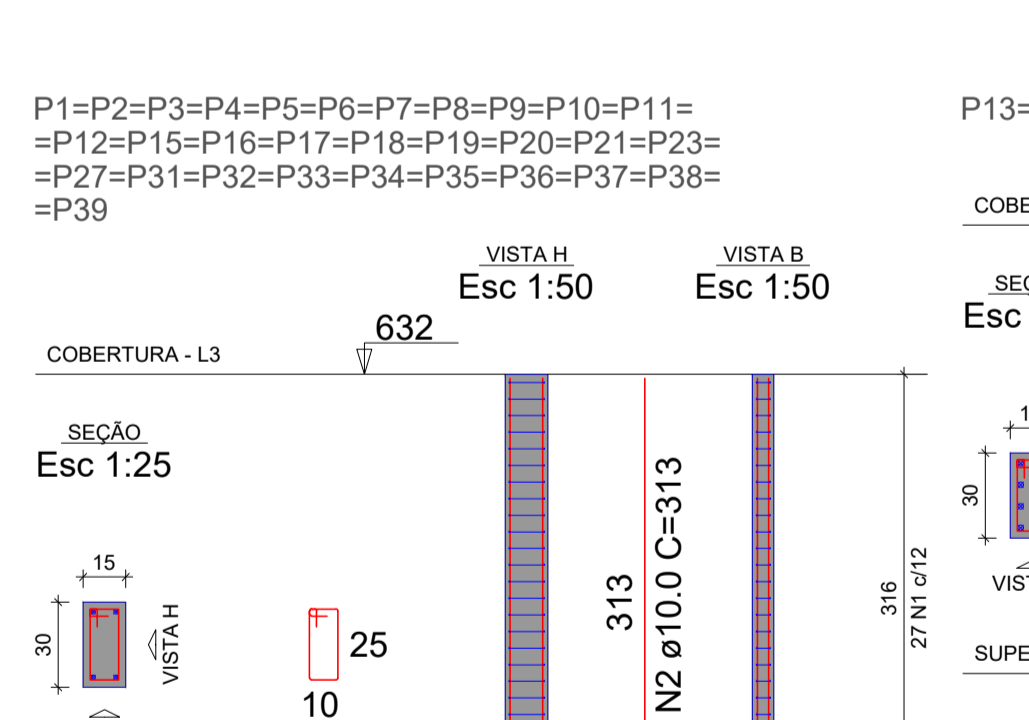 P1=P2=P3=P4=P5=P6=P7=P8=P9=P10=P11=
=P12=P15=P16=P17=P18=P19=P20=P21=P23=
=P27=P31=P32=P33=P34=P35=P36=P37=P38=
=P39
VISTA H
Esc 1:50
VISTA B
Esc 1:50
632
COBERTURA - L3
SEÇÃO
Esc 1:25
15
30
VISTA H
25
10
313
N2 ø10.0 C=313
316
27 N1 c/12
P13=
Esc
30